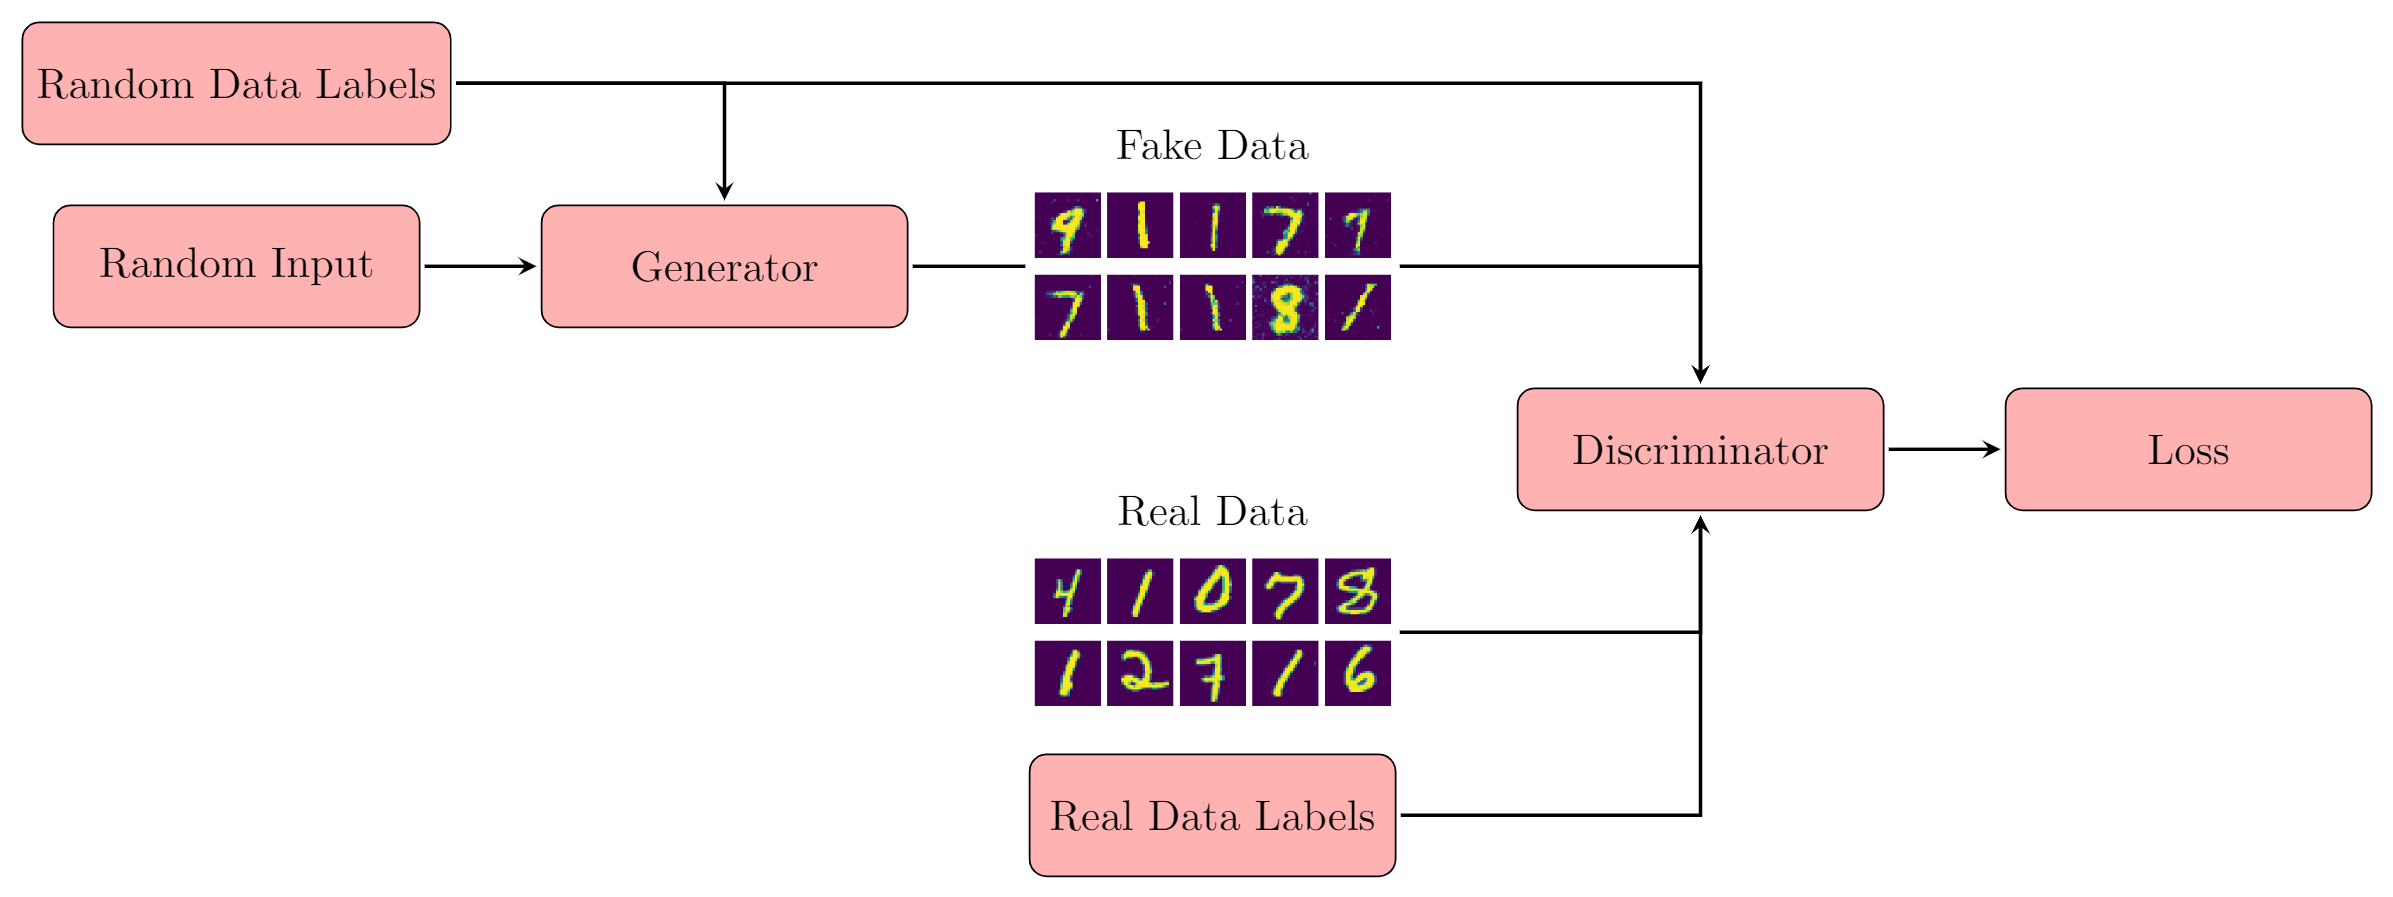 Random Data Labels
Fake Data
Random Input
Generator
9 1 1 7 9
7 1 1 8 1
Discriminator
Loss
Real Data
4 1 0 7 8
1 2 7 1 6
Real Data Labels